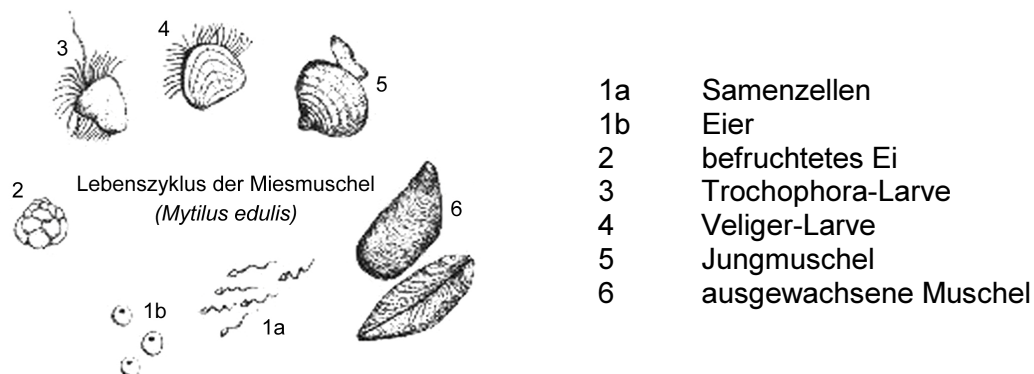 3
4
5
2
Lebenszyklus der Miesmuschel
(Mytilus edulis)
6
1b
1a
1a Samenzellen
1b Eier
2 befruchtetes Ei
3 Trochophora-Larve
4 Veliger-Larve
5 Jungmuschel
6 ausgewachsene Muschel